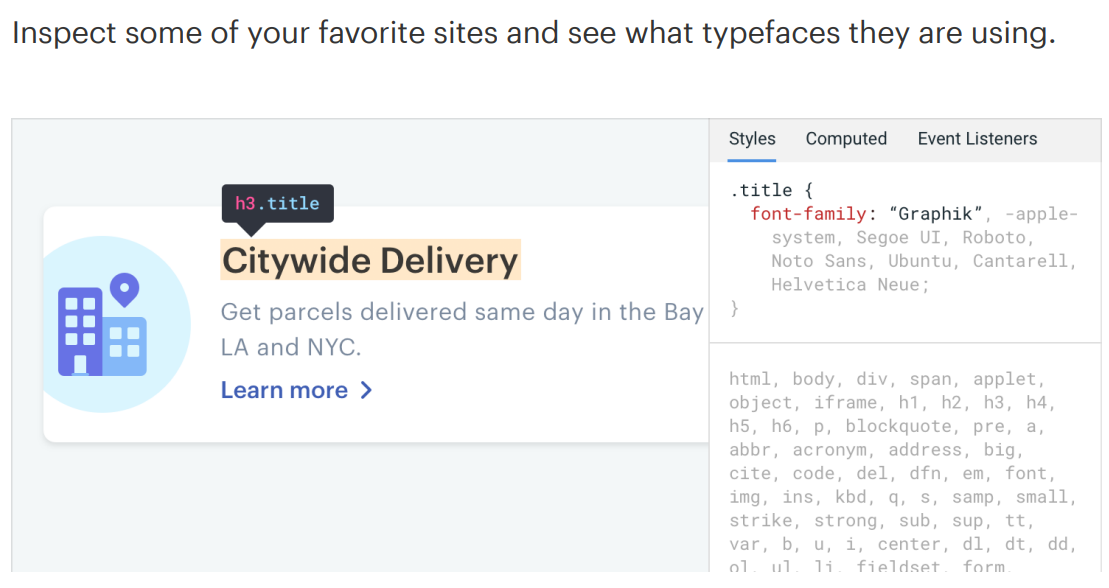 Inspect some of your favorite sites and see what typefaces they are using.
h3.title
Citywide Delivery
Get parcels delivered same day in the Bay
LA and NYC.
Learn more
Styles Computed Event Listeners
.title {
font-family: “Graphik”, -apple-
system, Segoe UI, Roboto,
Noto Sans, Ubuntu, Cantarell,
Helvetica Neue;
}
html, body, div, span, applet,
object, iframe, h1, h2, h3, h4,
h5, h6, p, blockquote, pre, a,
abbr, acronym, address, big,
cite, code, del, dfn, em, font,
img, ins, kbd, q, s, samp, small,
strike, strong, sub, sup, tt,
var, b, u, i, center, dl, dt, dd,
ol, ul, li, fieldset, form,